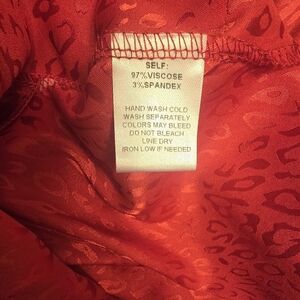 SELF:
97%VISCOSE
3%SPANDEX
HAND WASH COLD
WASH SEPARATELY
COLORS MAY BLEED
DO NOT BLEACH
LINE DRY
IRON LOW IF NEEDED